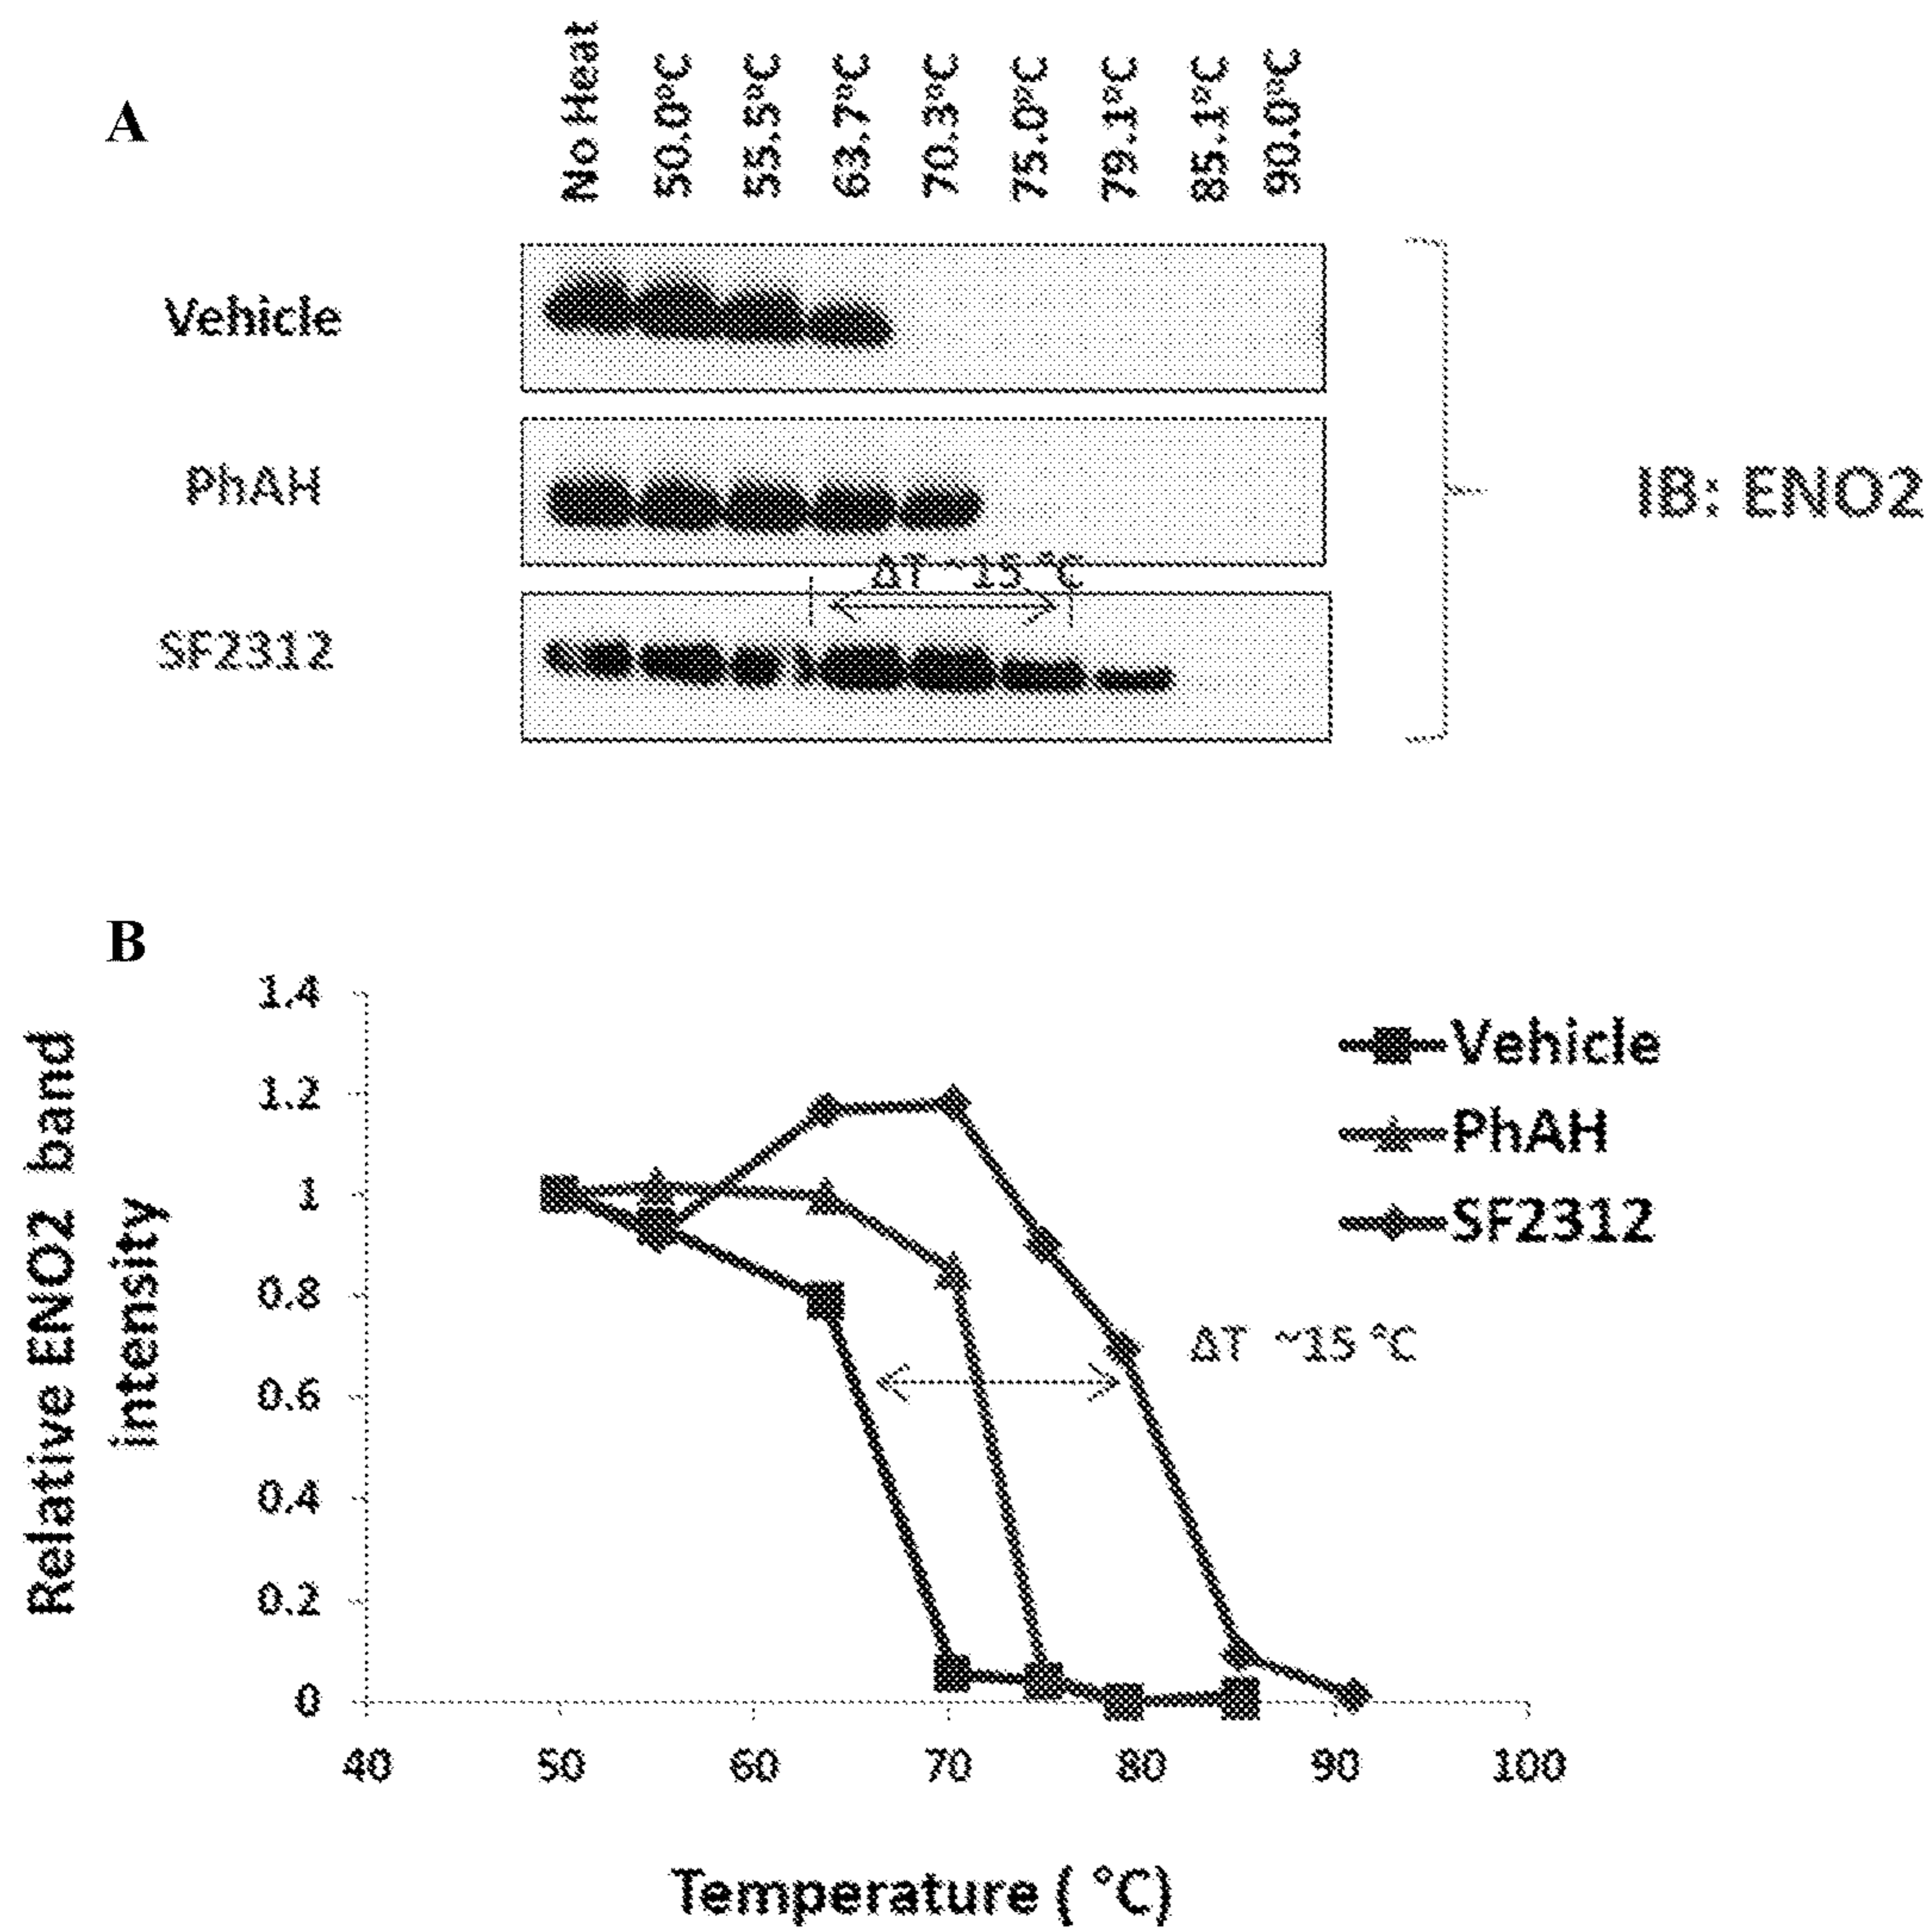 A
No Heat
50.0°C
55.5°C
63.7°C
70.3°C
75.0°C
79.1°C
85.1°C
90.0°C
Vehicle
PhAH
ΔT ~15 °C
SF2312
IB: ENO2
B
Relative ENO2 band
intensity
1.4
1.2
1
0.8
0.6
0.4
0.2
0
Vehicle
PhAH
SF2312
ΔT ~15 °C
40 50 60 70 80 90 100
Temperature ( °C)